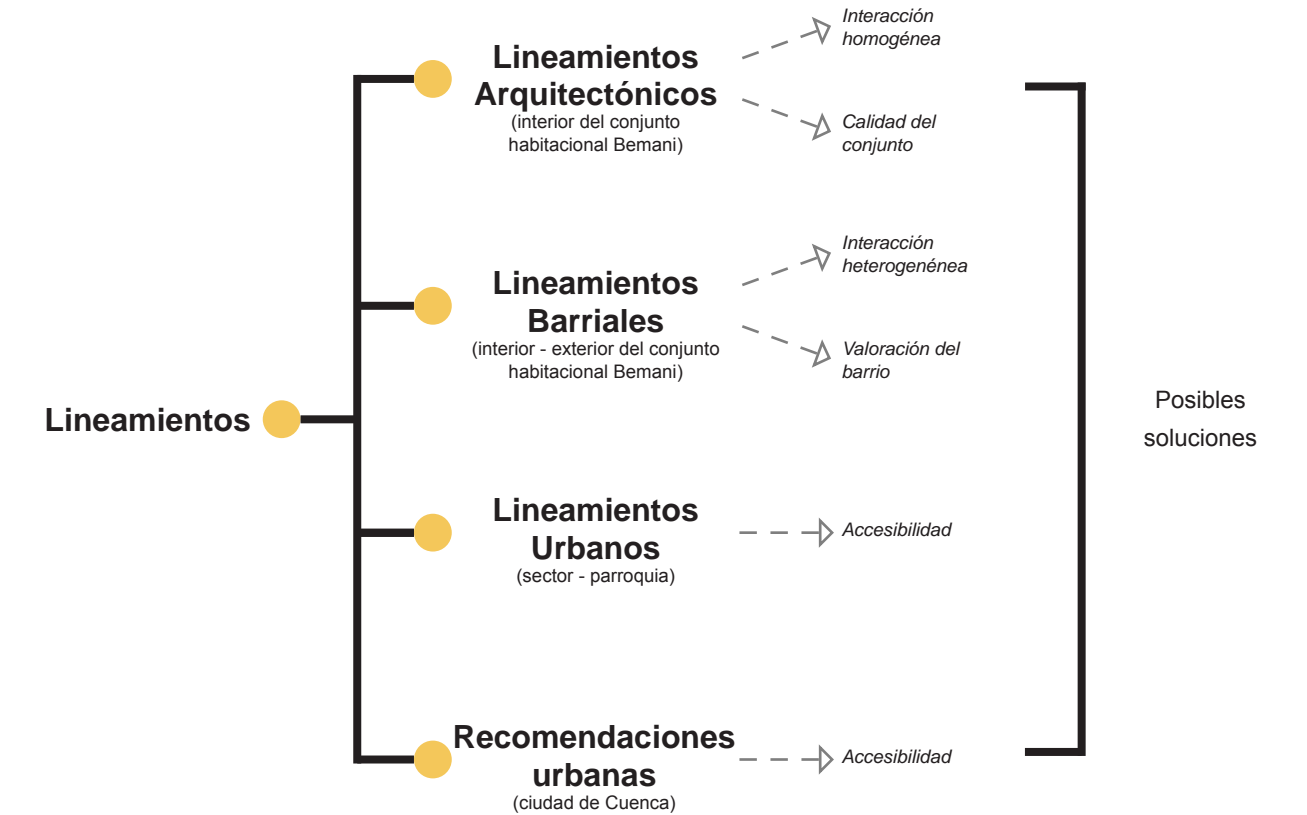 Lineamientos
Lineamientos
Arquitectónicos
(interior del conjunto
habitacional Bemani)
Interacción
homogénea
Calidad del
conjunto
Lineamientos
Barriales
(interior - exterior del conjunto
habitacional Bemani)
Interacción
heterogenénea
Valoración del
barrio
Lineamientos
Urbanos
(sector - parroquia)
Accesibilidad
Recomendaciones
urbanas
(ciudad de Cuenca)
Accesibilidad
Posibles
soluciones